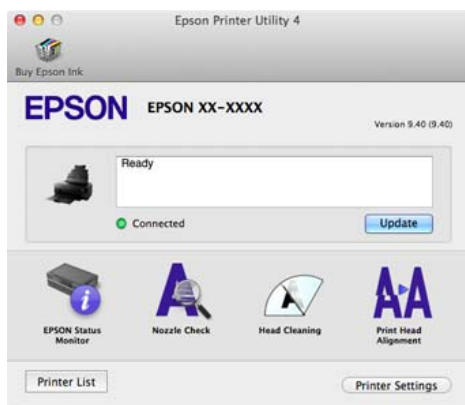 Epson Printer Utility 4
Buy Epson Ink
EPSON EPSON XX-XXXX
Version 9.40 (9.40)
Ready
Connected
Update
EPSON Status
Monitor
Nozzle Check
Head Cleaning
Print Head
Alignment
Printer List
Printer Settings